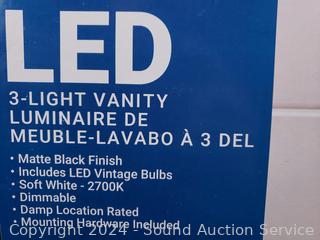 LED
3-LIGHT VANITY
LUMINAIRE DE
MEUBLE-LAVABO À 3 DEL
• Matte Black Finish
• Includes LED Vintage Bulbs
• Soft White - 2700K
• Dimmable
• Damp Location Rated
• Mounting Hardware Included
Copyright 2024 - Sound Auction Service